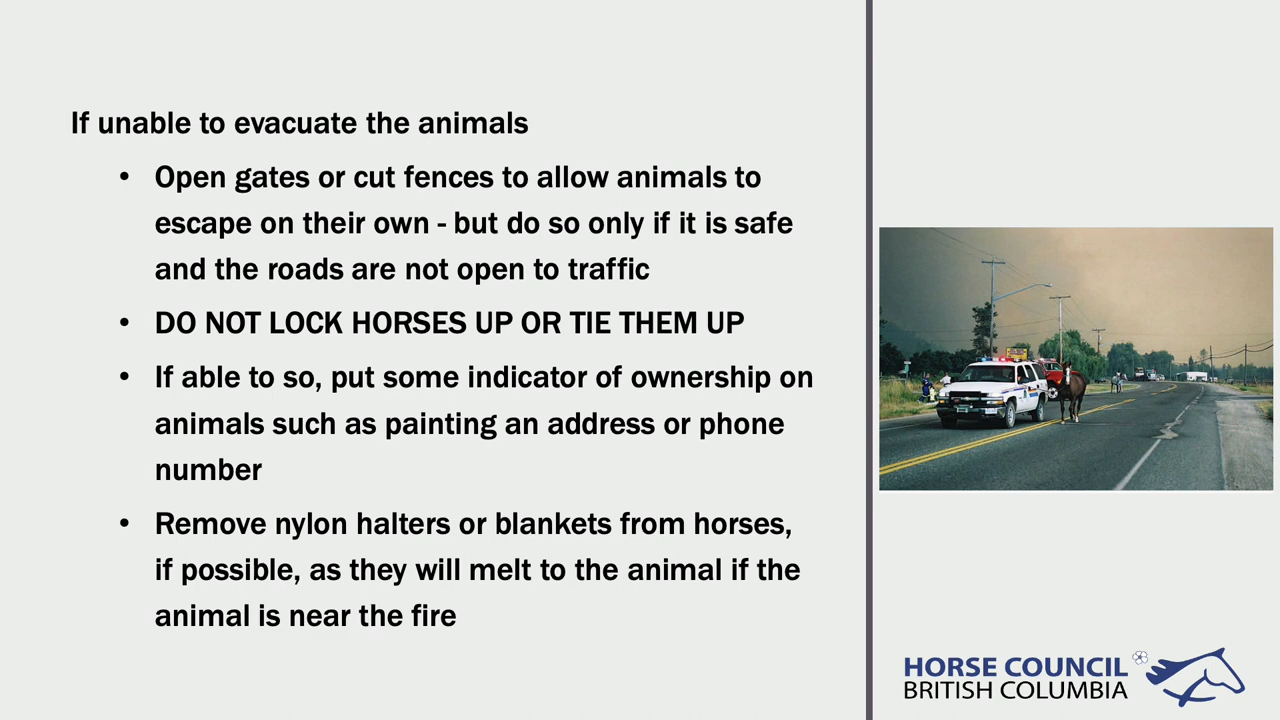 If unable to evacuate the animals
• Open gates or cut fences to allow animals to
escape on their own - but do so only if it is safe
and the roads are not open to traffic
• DO NOT LOCK HORSES UP OR TIE THEM UP
• If able to so, put some indicator of ownership on
animals such as painting an address or phone
number
• Remove nylon halters or blankets from horses,
if possible, as they will melt to the animal if the
animal is near the fire
HORSE COUNCIL
BRITISH COLUMBIA